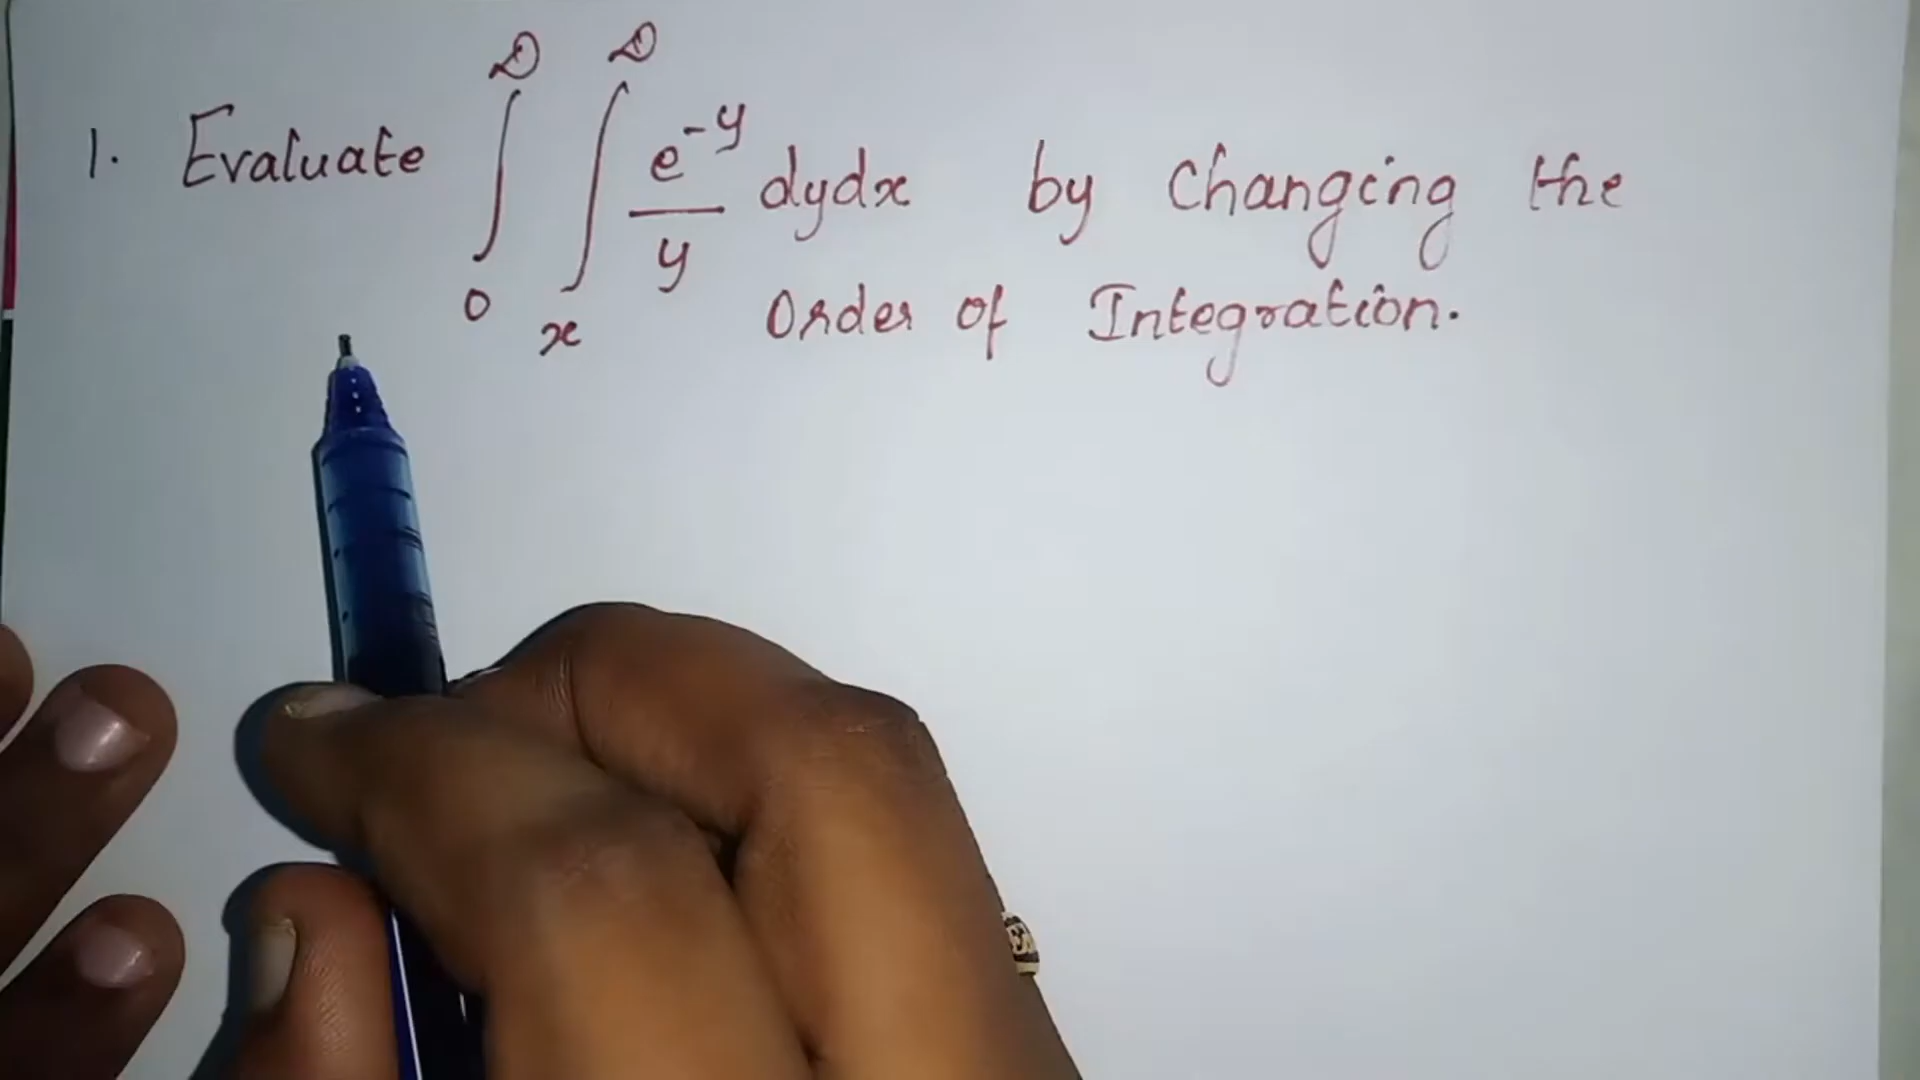 1. Evaluate ∫₀^∞ ∫ₓ^∞ e^{-y}/y dydx by Changing the
Order of Integration.